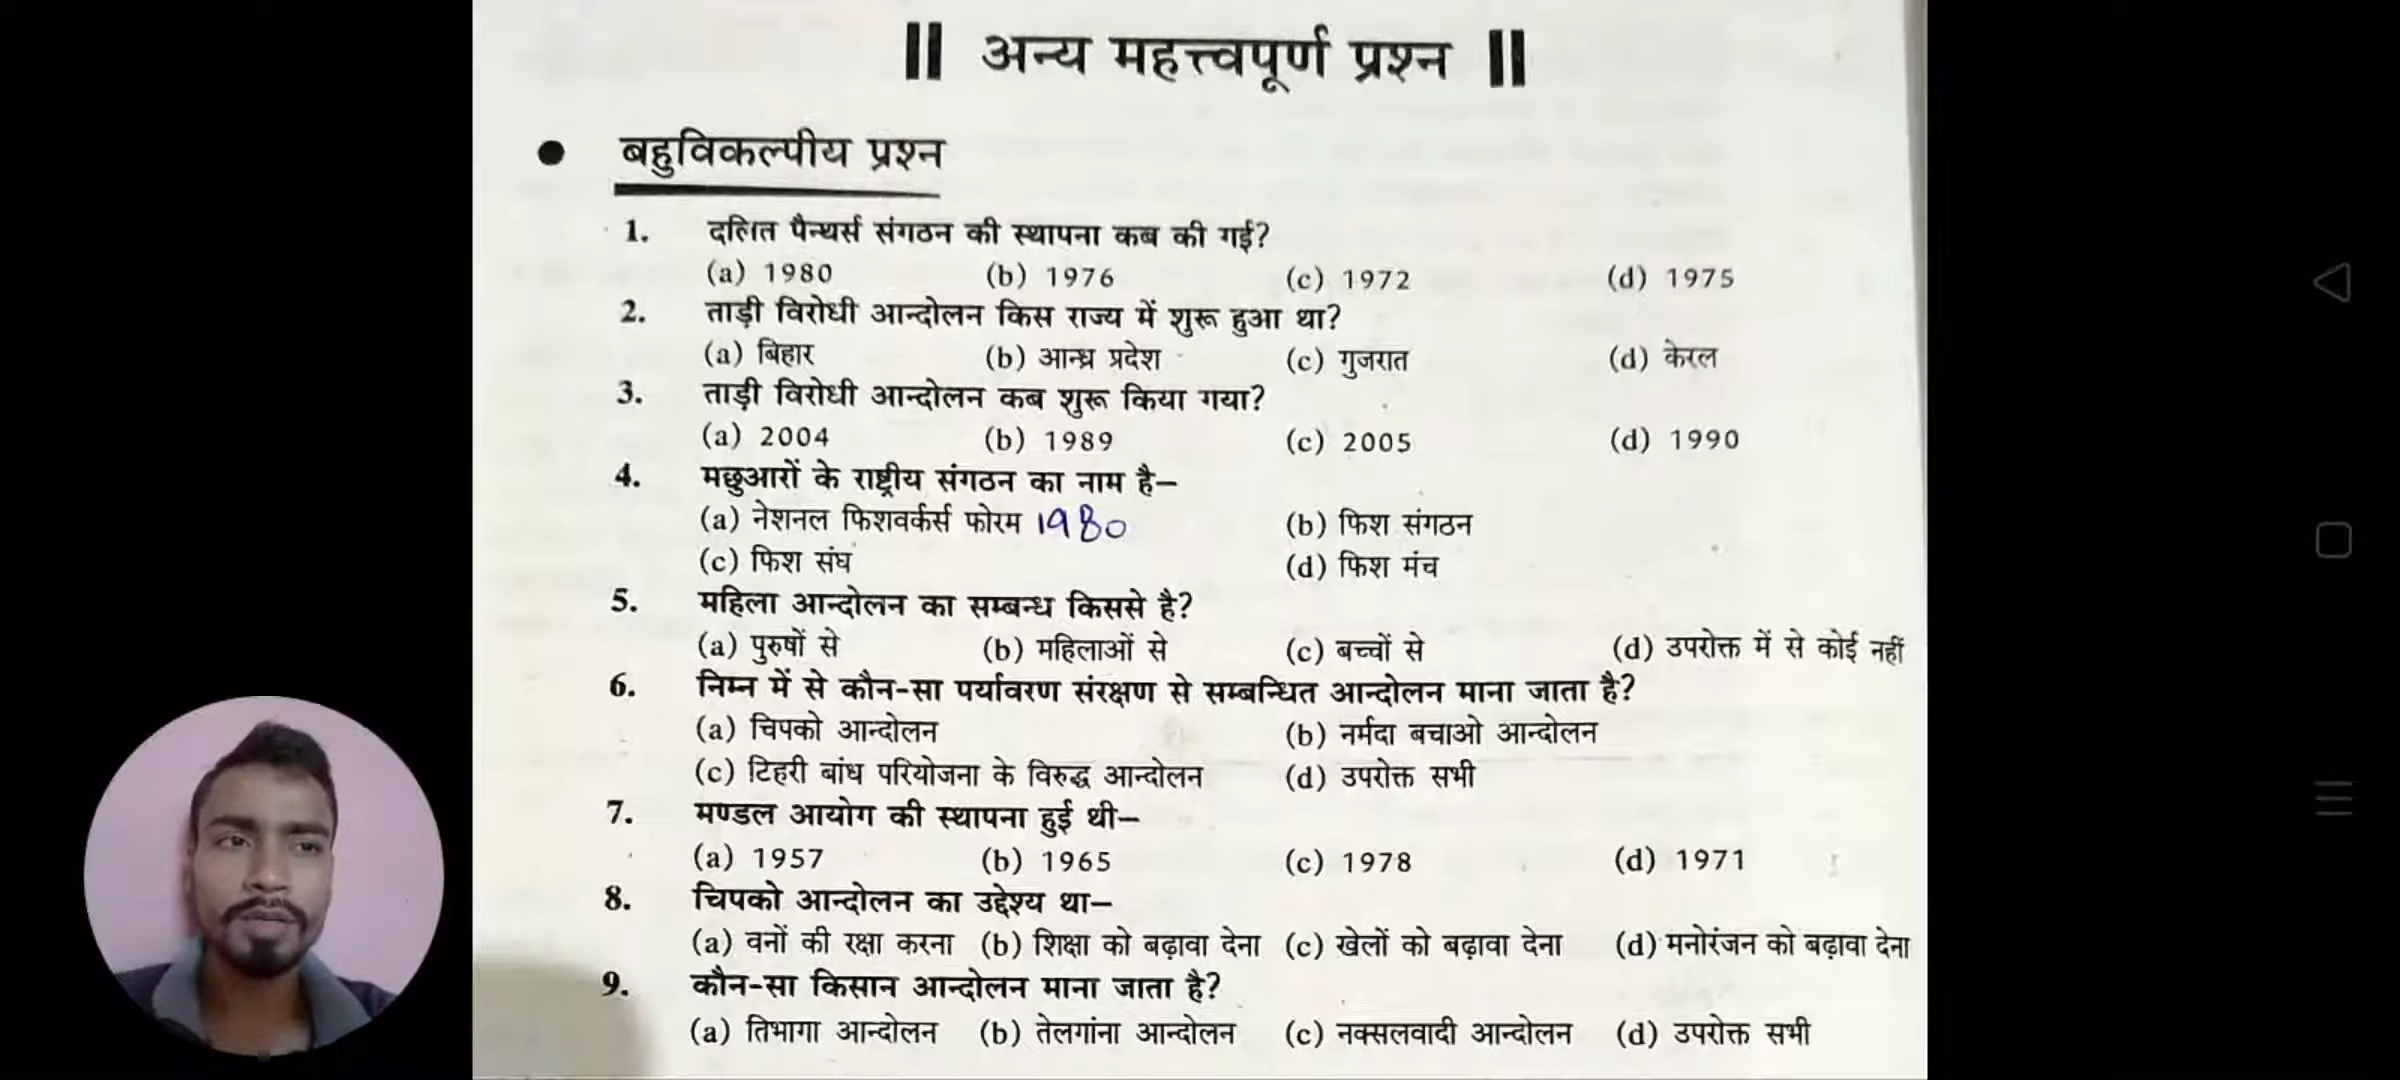 || अन्य महत्त्वपूर्ण प्रश्न ||
● बहुविकल्पीय प्रश्न
1. दलित पैन्थर्स संगठन की स्थापना कब की गई?
(a) 1980 (b) 1976 (c) 1972 (d) 1975
2. ताड़ी विरोधी आन्दोलन किस राज्य में शुरू हुआ था?
(a) बिहार (b) आन्ध्र प्रदेश (c) गुजरात (d) केरल
3. ताड़ी विरोधी आन्दोलन कब शुरू किया गया?
(a) 2004 (b) 1989 (c) 2005 (d) 1990
4. मछुआरों के राष्ट्रीय संगठन का नाम है–
(a) नेशनल फिशवर्कर्स फोरम 1980 (b) फिश संगठन
(c) फिश संघ (d) फिश मंच
5. महिला आन्दोलन का सम्बन्ध किससे है?
(a) पुरुषों से (b) महिलाओं से (c) बच्चों से (d) उपरोक्त में से कोई नहीं
6. निम्न में से कौन-सा पर्यावरण संरक्षण से सम्बन्धित आन्दोलन माना जाता है?
(a) चिपको आन्दोलन (b) नर्मदा बचाओ आन्दोलन
(c) टिहरी बांध परियोजना के विरुद्ध आन्दोलन (d) उपरोक्त सभी
7. मण्डल आयोग की स्थापना हुई थी–
(a) 1957 (b) 1965 (c) 1978 (d) 1971
8. चिपको आन्दोलन का उद्देश्य था–
(a) वनों की रक्षा करना (b) शिक्षा को बढ़ावा देना (c) खेलों को बढ़ावा देना (d) मनोरंजन को बढ़ावा देना
9. कौन-सा किसान आन्दोलन माना जाता है?
(a) तिभागा आन्दोलन (b) तेलगांना आन्दोलन (c) नक्सलवादी आन्दोलन (d) उपरोक्त सभी